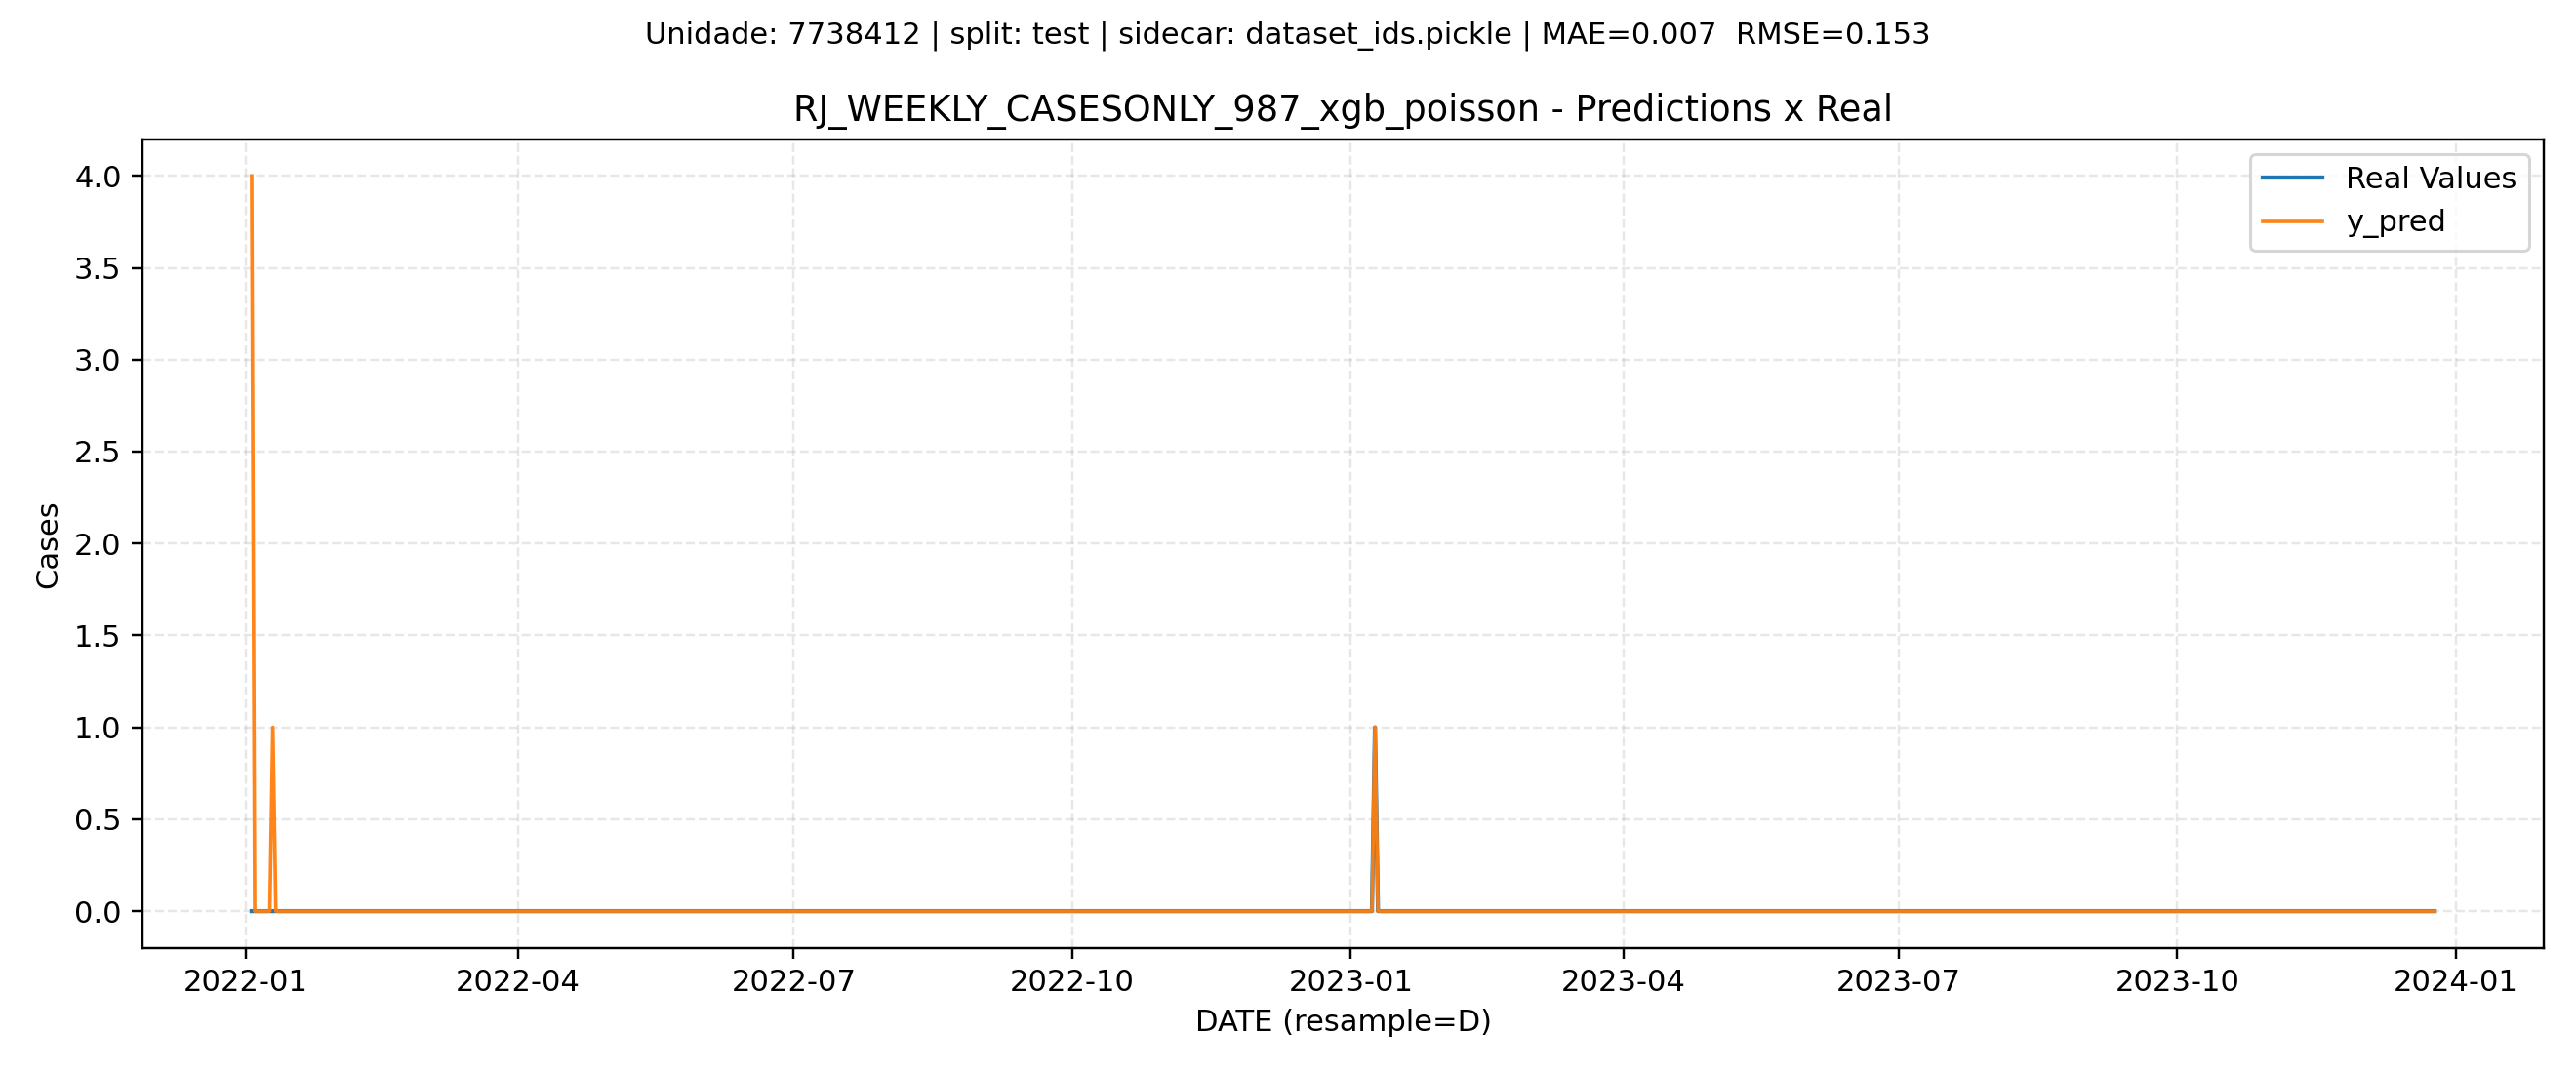 Unidade: 7738412 | split: test | sidecar: dataset_ids.pickle | MAE=0.007  RMSE=0.153
RJ_WEEKLY_CASESONLY_987_xgb_poisson - Predictions x Real
Real Values
y_pred
4.0
3.5
3.0
2.5
2.0
1.5
1.0
0.5
0.0
Cases
2022-01 2022-04 2022-07 2022-10 2023-01 2023-04 2023-07 2023-10 2024-01
DATE (resample=D)